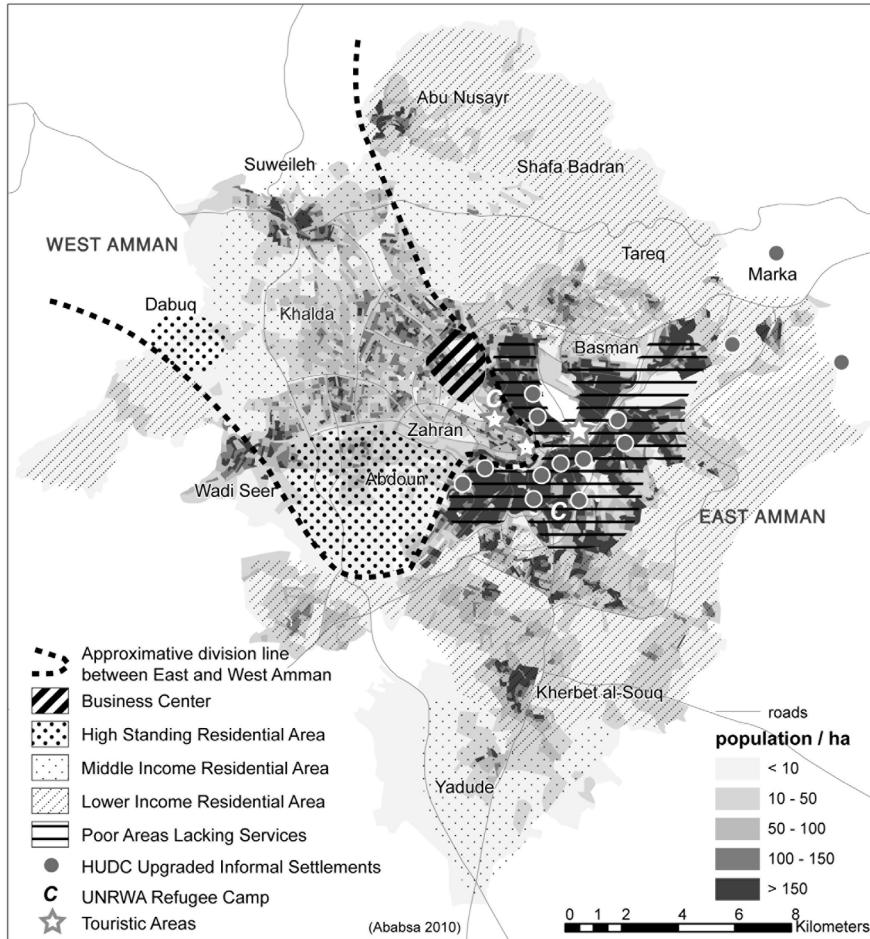 Abu Nusayr
Suweileh
Shafa Badran
WEST AMMAN
Tareq
Marka
Dabuq
Khalda
Basman
C
Zahran
Abdoun
Wadi Seer
C
EAST AMMAN
Kherbet al-Souq
Yadude
Approximative division line
between East and West Amman
Business Center
High Standing Residential Area
Middle Income Residential Area
Lower Income Residential Area
Poor Areas Lacking Services
HUDC Upgraded Informal Settlements
C UNRWA Refugee Camp
Touristic Areas
(Ababsa 2010)
roads
population / ha
< 10
10 - 50
50 - 100
100 - 150
> 150
0 1 2 4 6 8
Kilometers